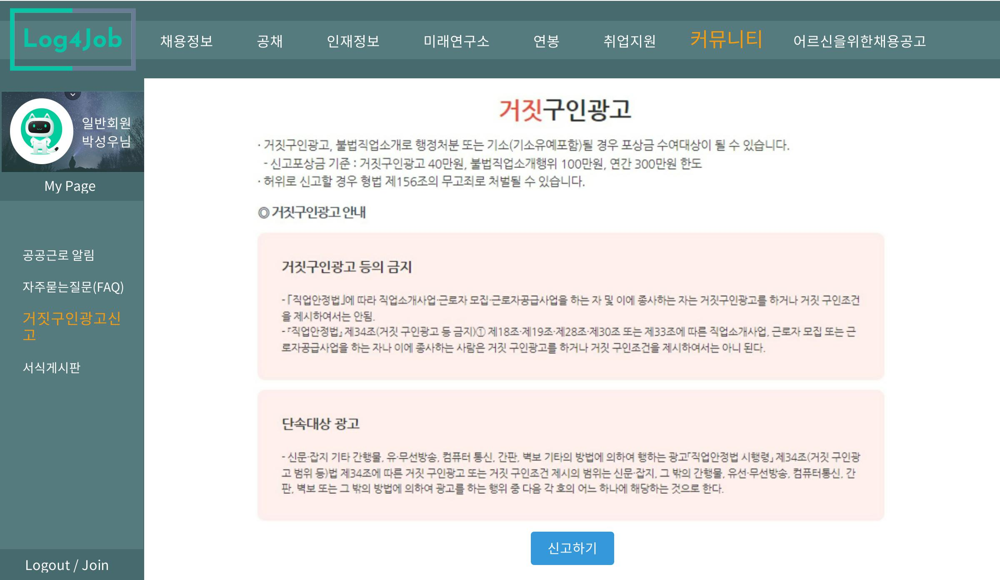 Log4Job
채용정보 공채 인재정보 미래연구소 연봉 취업지원 커뮤니티 어르신을위한채용공고
일반회원
박성우님
My Page
공공근로 알림
자주묻는질문(FAQ)
거짓구인광고신
고
서식게시판
Logout / Join
거짓구인광고
· 거짓구인광고, 불법직업소개로 행정처분 또는 기소(기소유예포함)될 경우 포상금 수여대상이 될 수 있습니다.
- 신고포상금 기준 : 거짓구인광고 40만원, 불법직업소개행위 100만원, 연간 300만원 한도
· 허위로 신고할 경우 형법 제156조의 무고죄로 처벌될 수 있습니다.
◎ 거짓구인광고 안내
거짓구인광고 등의 금지
-「직업안정법」에 따라 직업소개사업·근로자 모집·근로자공급사업을 하는 자 및 이에 종사하는 자는 거짓구인광고를 하거나 거짓 구인조건
을 제시하여서는 안됨.
-『직업안정법』제34조(거짓 구인광고 등 금지)① 제18조·제19조·제28조·제30조 또는 제33조에 따른 직업소개사업, 근로자 모집 또는 근
로자공급사업을 하는 자나 이에 종사하는 사람은 거짓 구인광고를 하거나 거짓 구인조건을 제시하여서는 아니 된다.
단속대상 광고
- 신문·잡지 기타 간행물, 유·무선방송, 컴퓨터 통신, 간판, 벽보 기타의 방법에 의하여 행하는 광고「직업안정법 시행령」제34조(거짓 구인광
고 범위 등)법 제34조에 따른 거짓 구인광고 또는 거짓 구인조건 제시의 범위는 신문·잡지, 그 밖의 간행물, 유선·무선방송, 컴퓨터통신, 간
판, 벽보 또는 그 밖의 방법에 의하여 광고를 하는 행위 중 다음 각 호의 어느 하나에 해당하는 것으로 한다.
신고하기